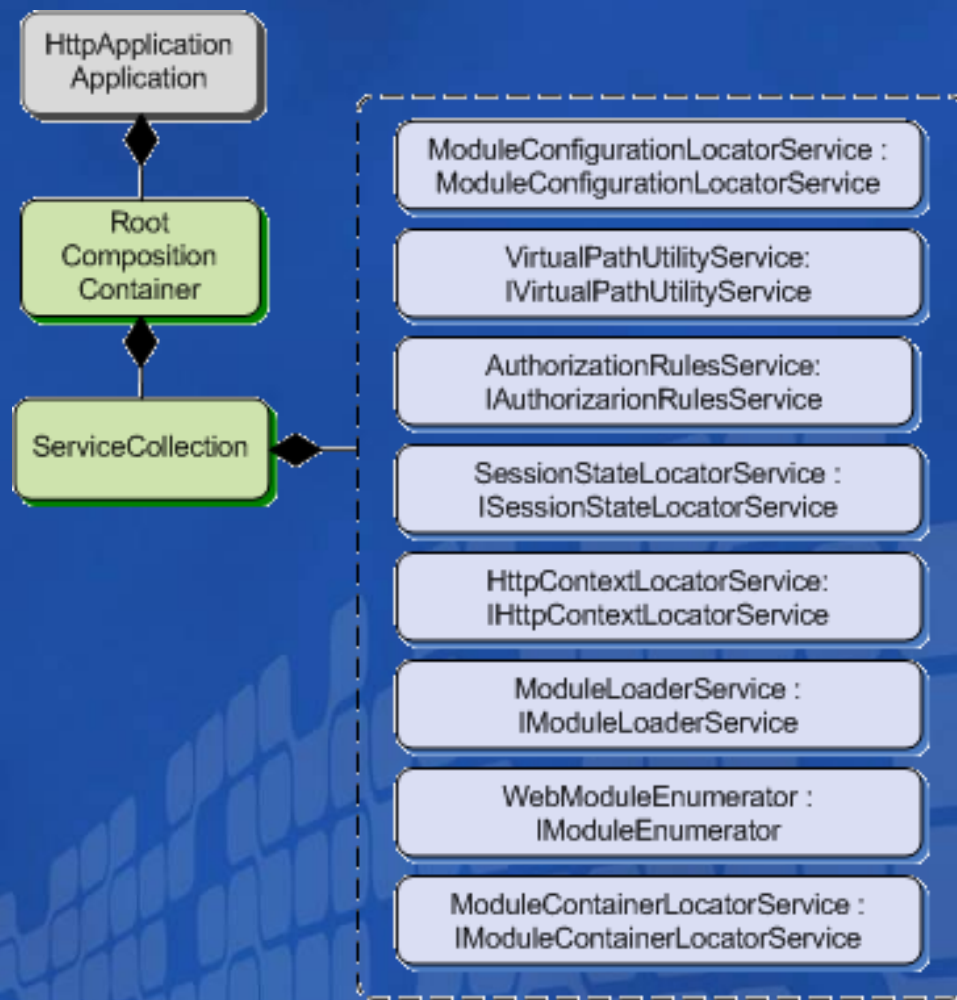 HttpApplication
Application
Root
Composition
Container
ServiceCollection
ModuleConfigurationLocatorService :
ModuleConfigurationLocatorService
VirtualPathUtilityService:
IVirtualPathUtilityService
AuthorizationRulesService:
IAuthorizarionRulesService
SessionStateLocatorService :
ISessionStateLocatorService
HttpContextLocatorService:
IHttpContextLocatorService
ModuleLoaderService :
IModuleLoaderService
WebModuleEnumerator :
IModuleEnumerator
ModuleContainerLocatorService :
IModuleContainerLocatorService